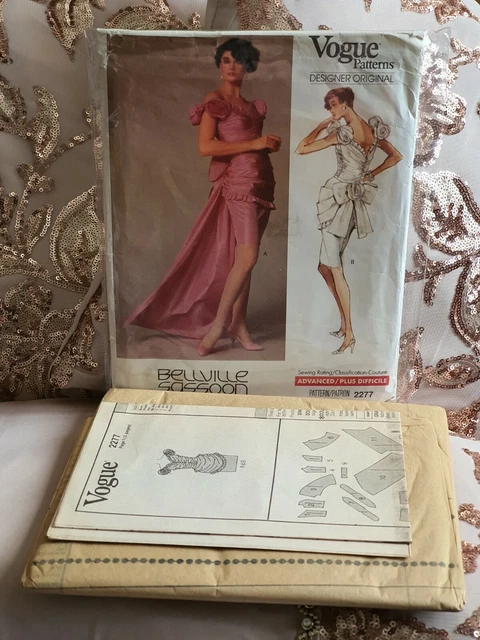 Vogue
Patterns
DESIGNER ORIGINAL
A
B
BELLVILLE
SASSOON
Sewing Rating/Classification-Couture
ADVANCED/PLUS DIFFICILE
PATTERN/PATRON 2277
Vogue
2277